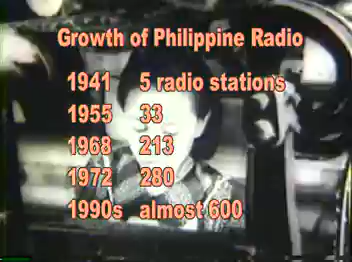 Growth of Philippine Radio
1941 5 radio stations
1955 33
1968 213
1972 280
1990s almost 600